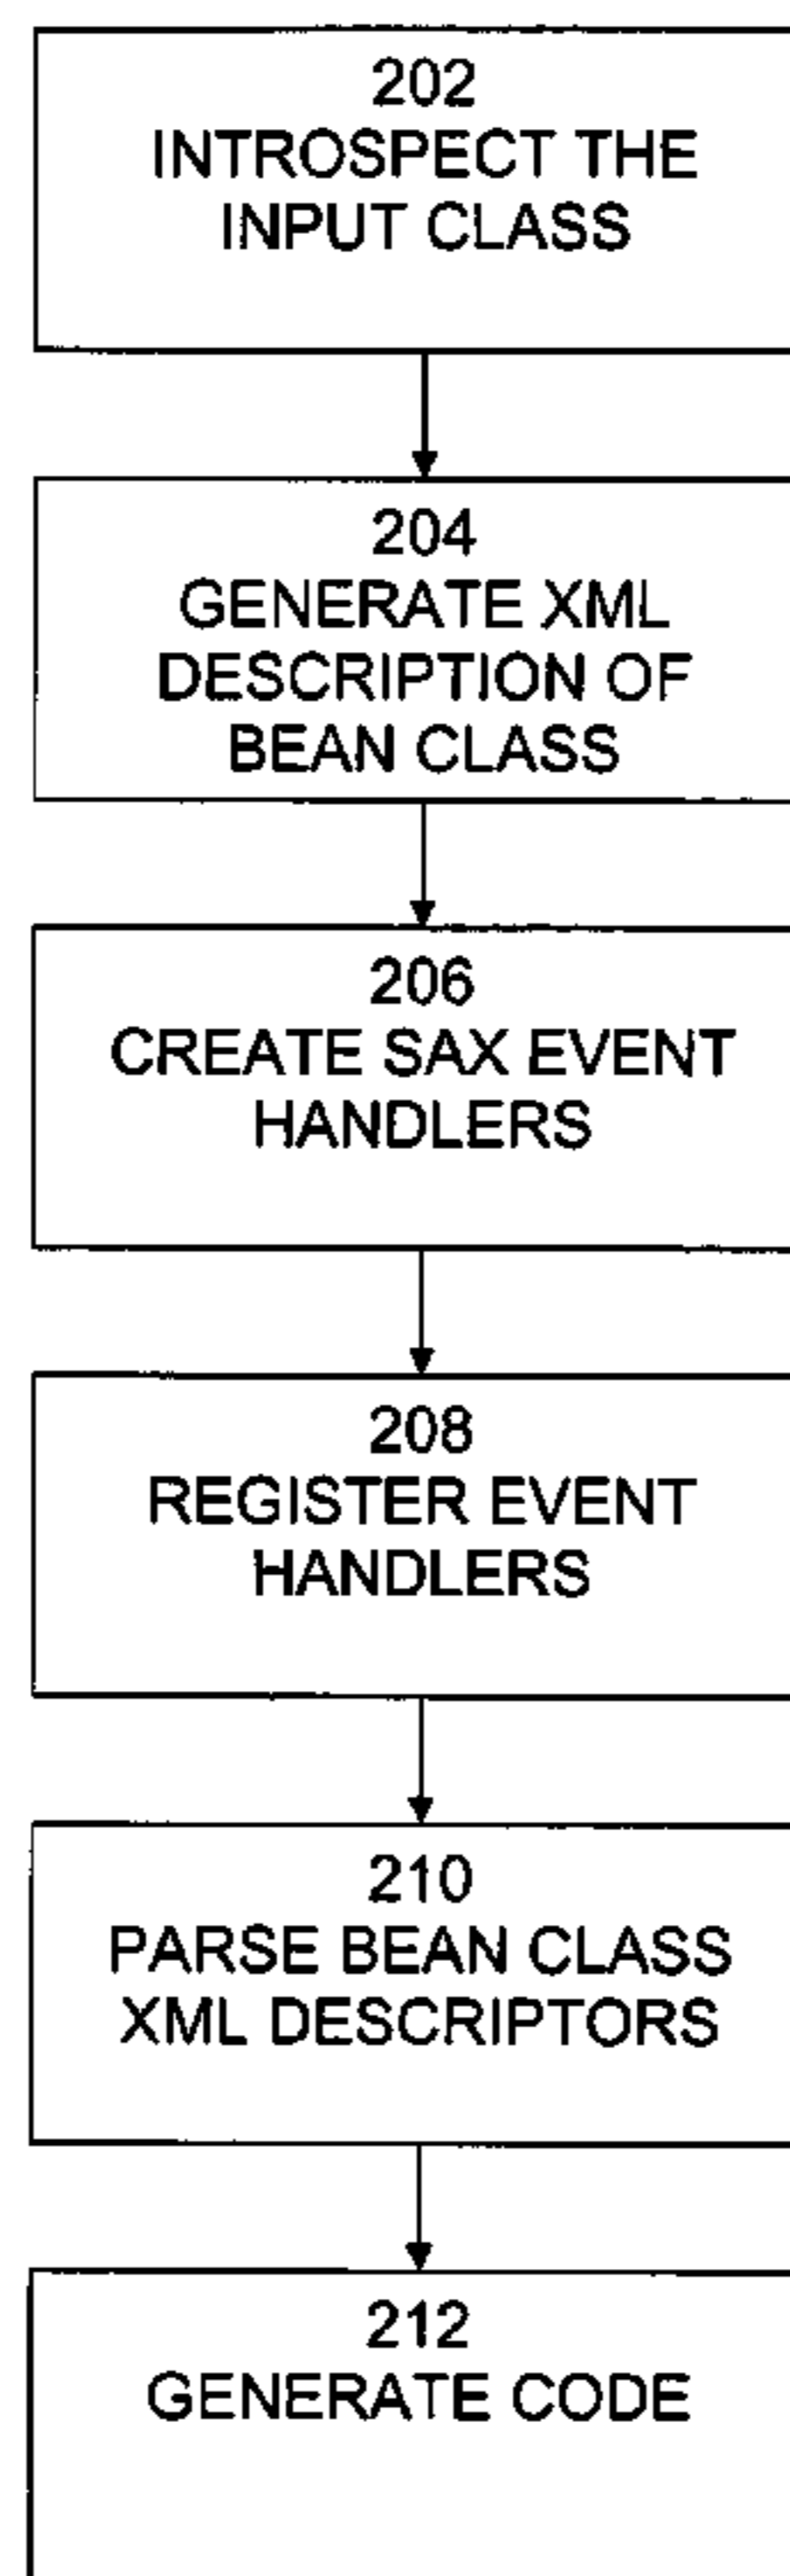 202
INTROSPECT THE
INPUT CLASS
204
GENERATE XML
DESCRIPTION OF
BEAN CLASS
206
CREATE SAX EVENT
HANDLERS
208
REGISTER EVENT
HANDLERS
210
PARSE BEAN CLASS
XML DESCRIPTORS
212
GENERATE CODE